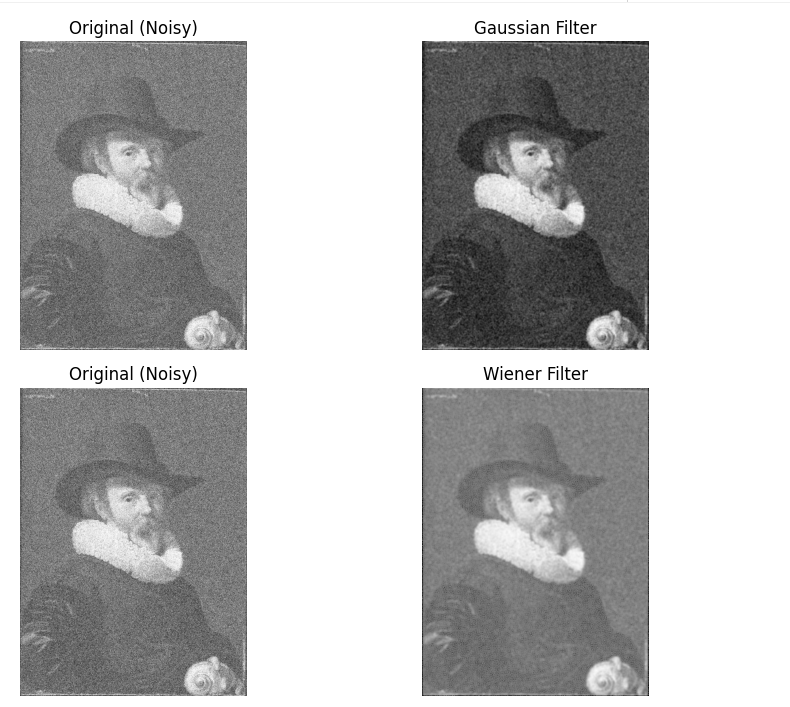 Original (Noisy)
Gaussian Filter
Original (Noisy)
Wiener Filter